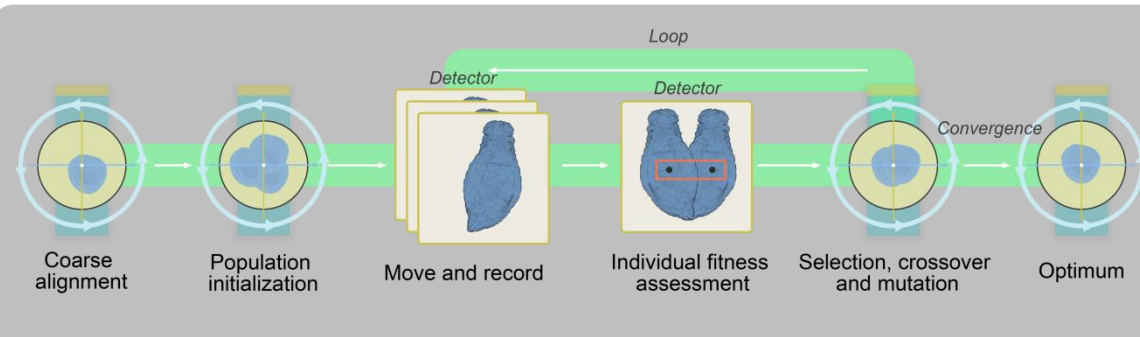 Loop
Detector
Detector
Convergence
Coarse
alignment
Population
initialization
Move and record
Individual fitness
assessment
Selection, crossover
and mutation
Optimum